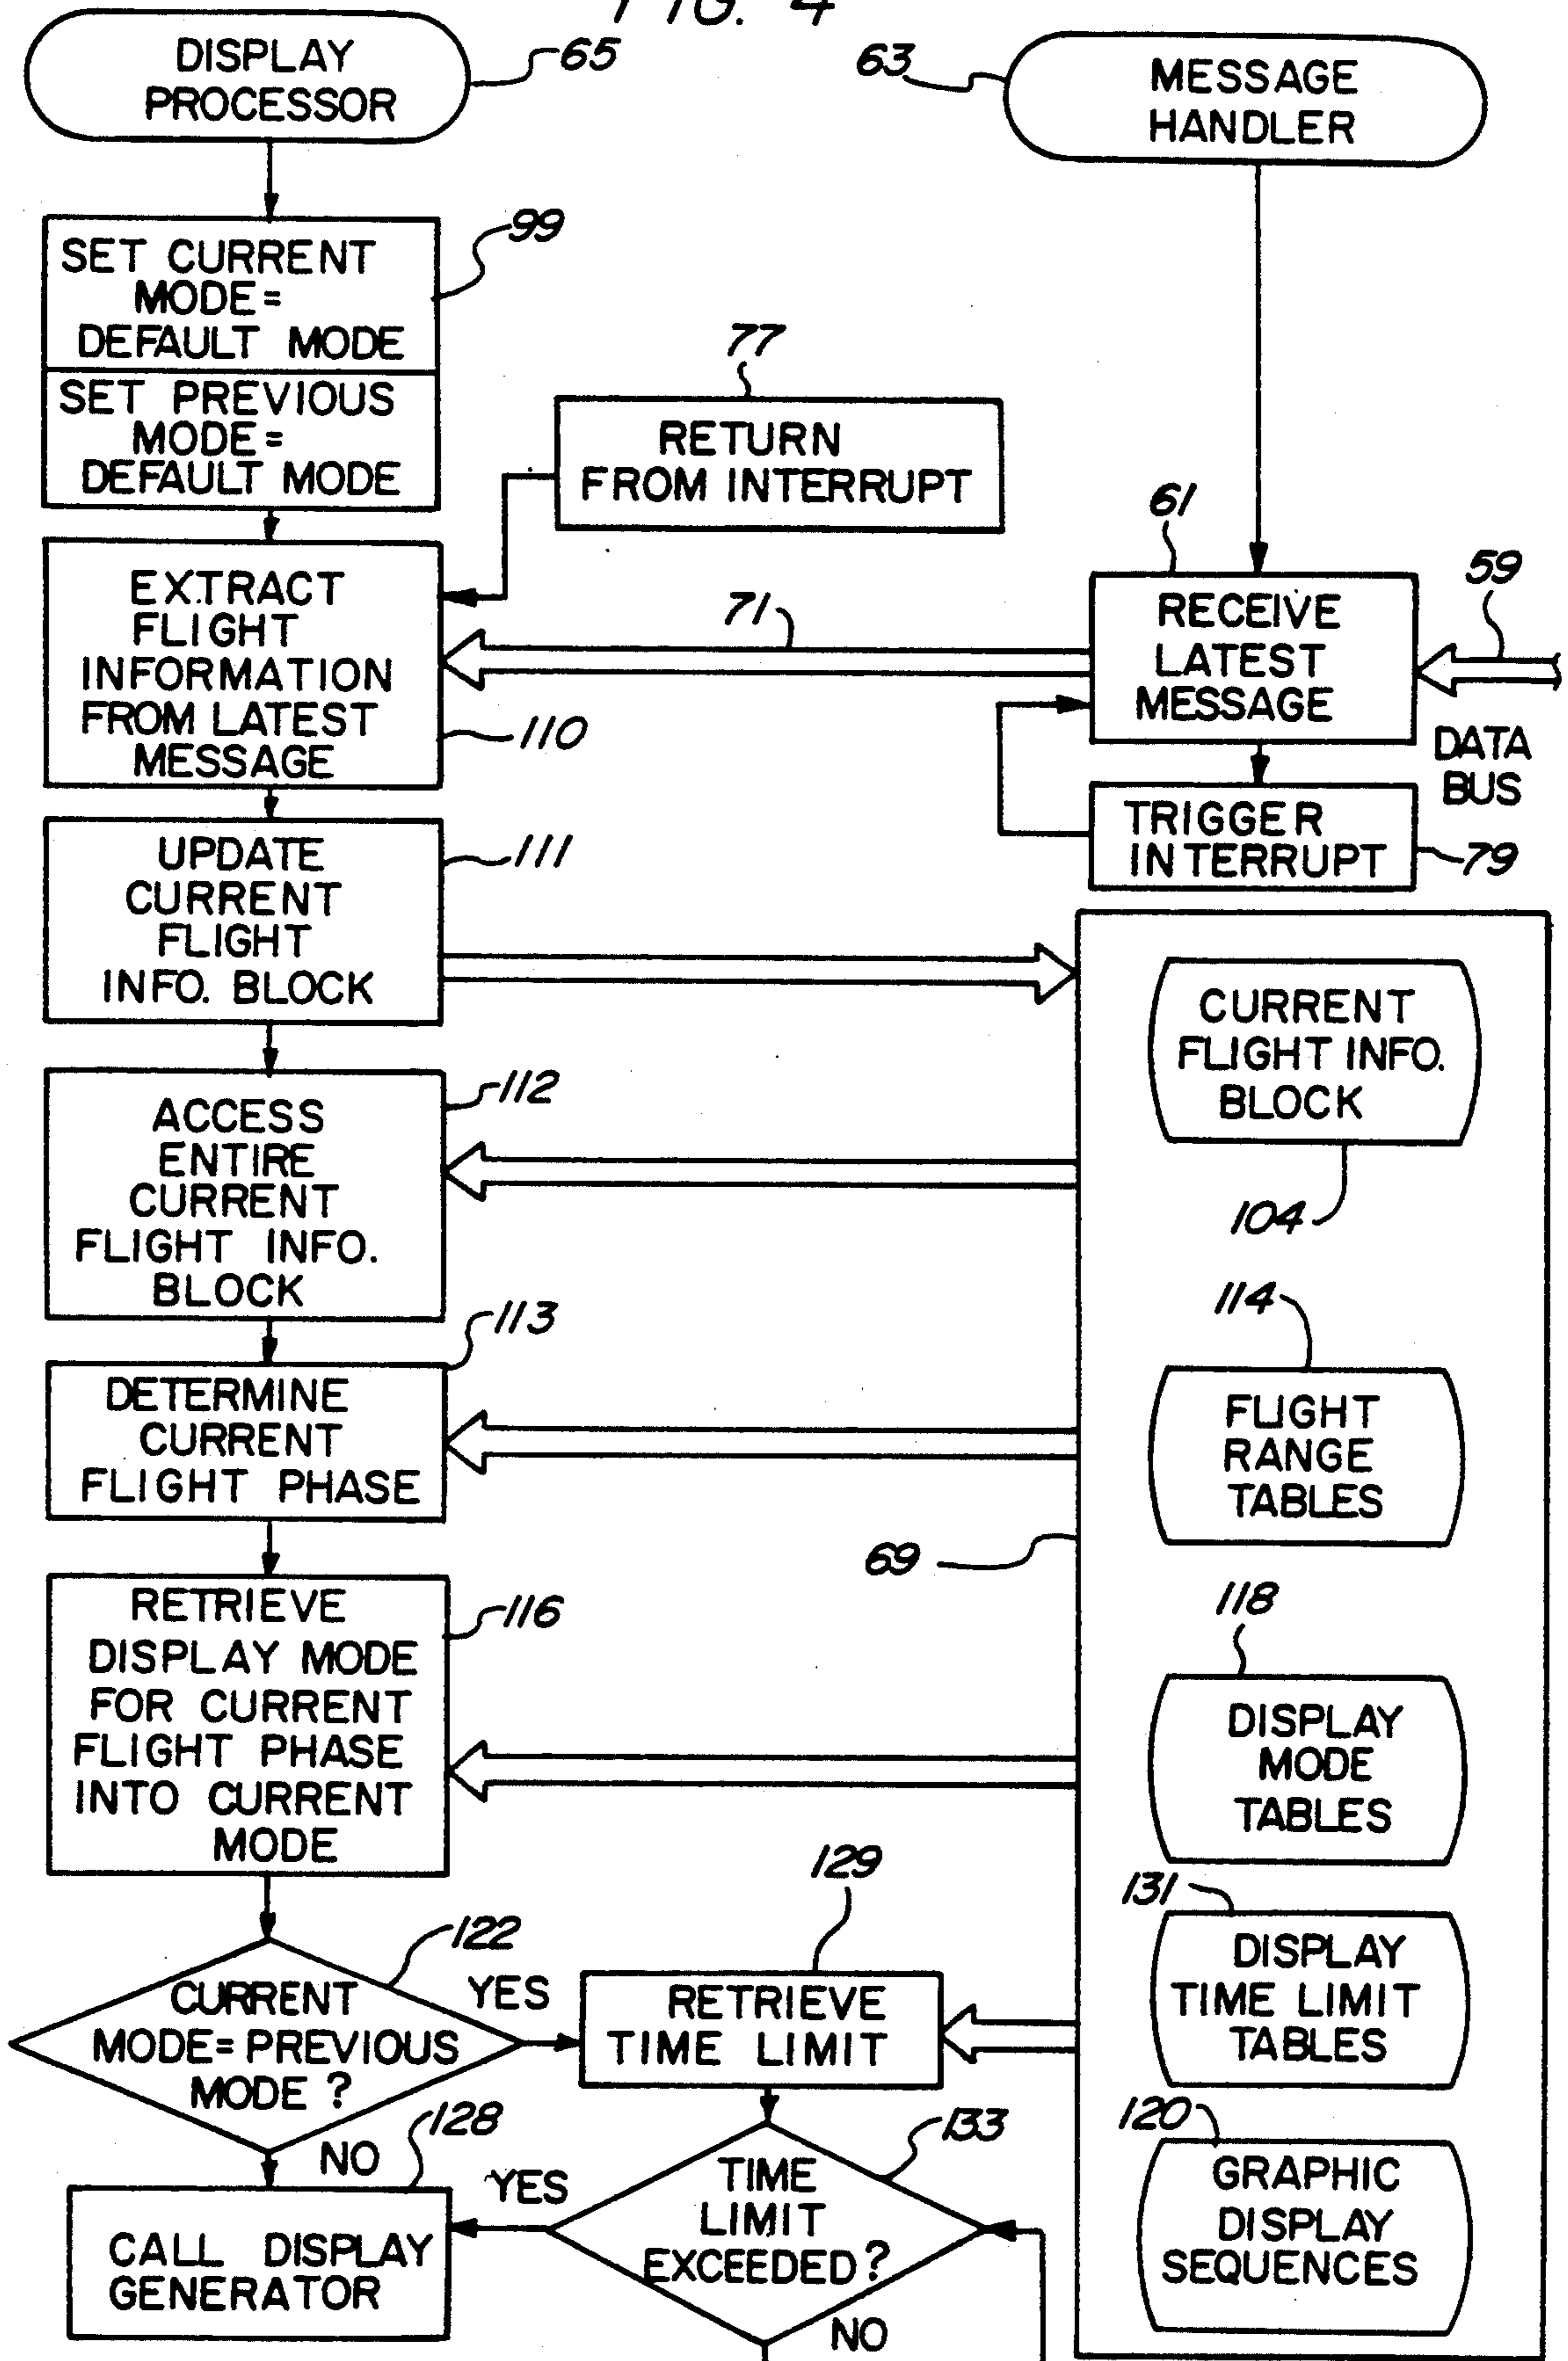 FIG. 4
DISPLAY
PROCESSOR
65
63
MESSAGE
HANDLER
99
SET CURRENT
MODE=
DEFAULT MODE
SET PREVIOUS
MODE=
DEFAULT MODE
77
RETURN
FROM INTERRUPT
61
59
RECEIVE
LATEST
MESSAGE
DATA
BUS
71
EXTRACT
FLIGHT
INFORMATION
FROM LATEST
MESSAGE
110
TRIGGER
INTERRUPT
79
UPDATE
CURRENT
FLIGHT
INFO. BLOCK
111
CURRENT
FLIGHT INFO.
BLOCK
104
ACCESS
ENTIRE
CURRENT
FLIGHT INFO.
BLOCK
112
113
DETERMINE
CURRENT
FLIGHT PHASE
114
FLIGHT
RANGE
TABLES
69
RETRIEVE
DISPLAY MODE
FOR CURRENT
FLIGHT PHASE
INTO CURRENT
MODE
116
118
DISPLAY
MODE
TABLES
129
131
DISPLAY
TIME LIMIT
TABLES
122
CURRENT
MODE=PREVIOUS
MODE ?
YES
RETRIEVE
TIME LIMIT
NO
128
133
120
GRAPHIC
DISPLAY
SEQUENCES
YES
TIME
LIMIT
EXCEEDED?
CALL DISPLAY
GENERATOR
NO